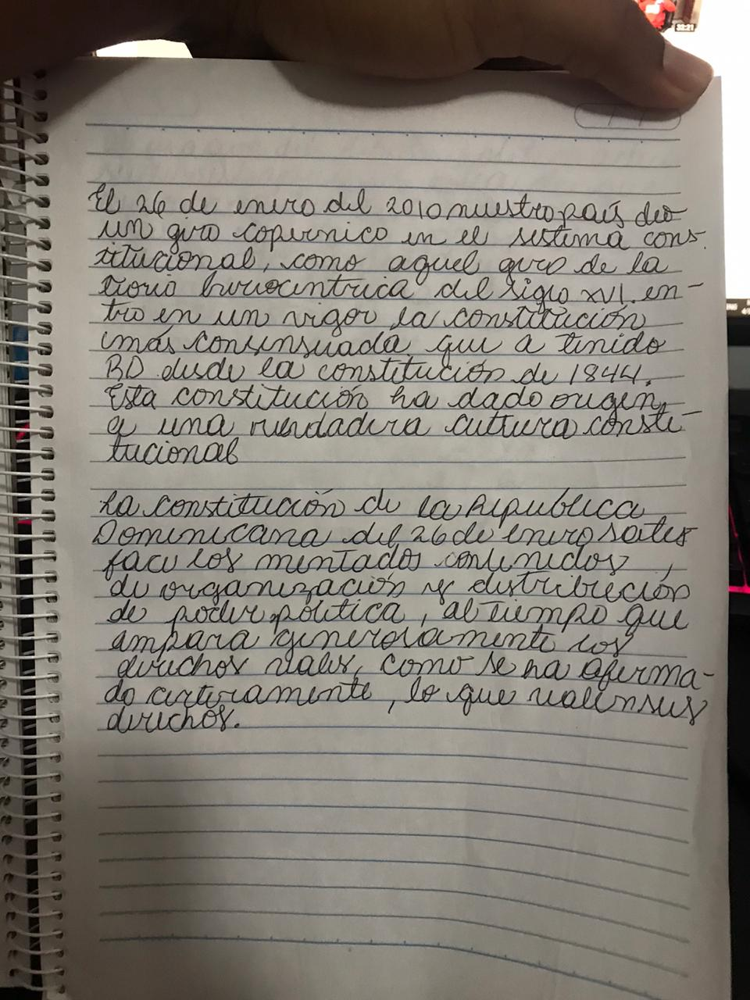 33:21
El 26 de enero del 2010 nuestro país dio
un giro copernico en el sistema cons-
titucional, como aquel giro de la
del siglo XVI. en-
tro en un vigor la constitución
más consensuada, que a tenido
RD desde la constitución de 1844.
Esta constitución ha dado origen
a una verdadera cultura consti-
tucional
La constitución de la Republica
Dominicana del 26 de enero satis
face los mentados contenidos,
de organización y distribución
de poder politica, al tiempo que
ampara generosamente los
derechos reales, como se ha afirma-
do certeramente, lo que realen sus
derechos.